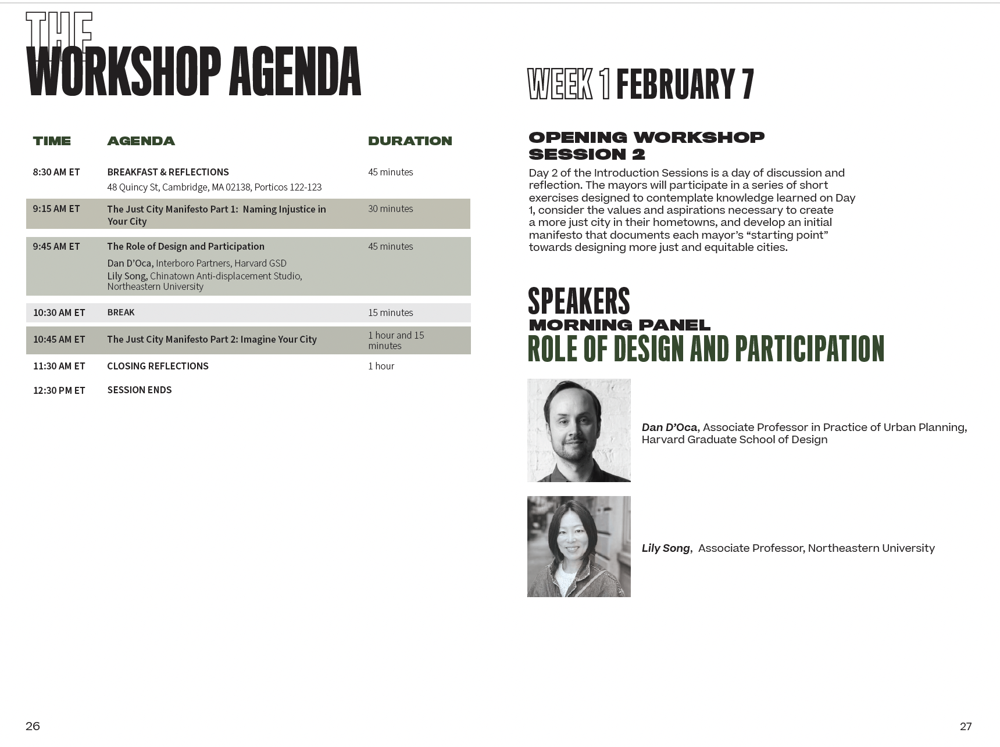 THE
WORKSHOP AGENDA
TIME AGENDA DURATION
8:30 AM ET BREAKFAST & REFLECTIONS 45 minutes
48 Quincy St, Cambridge, MA 02138, Porticos 122-123
9:15 AM ET The Just City Manifesto Part 1:  Naming Injustice in 30 minutes
Your City
9:45 AM ET The Role of Design and Participation 45 minutes
Dan D’Oca, Interboro Partners, Harvard GSD
Lily Song, Chinatown Anti-displacement Studio,
Northeastern University
10:30 AM ET BREAK 15 minutes
10:45 AM ET The Just City Manifesto Part 2: Imagine Your City 1 hour and 15
minutes
11:30 AM ET CLOSING REFLECTIONS 1 hour
12:30 PM ET SESSION ENDS
26
WEEK 1 FEBRUARY 7
OPENING WORKSHOP
SESSION 2
Day 2 of the Introduction Sessions is a day of discussion and
reflection. The mayors will participate in a series of short
exercises designed to contemplate knowledge learned on Day
1, consider the values and aspirations necessary to create
a more just city in their hometowns, and develop an initial
manifesto that documents each mayor’s “starting point”
towards designing more just and equitable cities.
SPEAKERS
MORNING PANEL
ROLE OF DESIGN AND PARTICIPATION
Dan D’Oca, Associate Professor in Practice of Urban Planning,
Harvard Graduate School of Design
Lily Song,  Associate Professor, Northeastern University
27